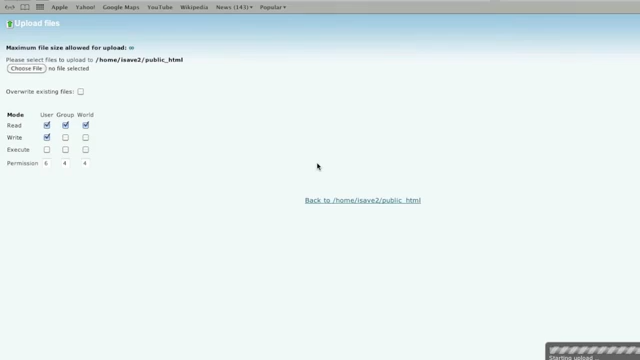 Apple Yahoo! Google Maps YouTube Wikipedia News (143) Popular
Upload files
Maximum file size allowed for upload: ∞
Please select files to upload to /home/isave2/public_html
Choose File no file selected
Overwrite existing files:
Mode User Group World
Read
Write
Execute
Permission 6 4 4
Back to /home/isave2/public_html
Starting upload ...